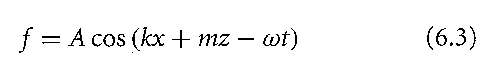 f = A cos (kx + mz − ωt) (6.3)